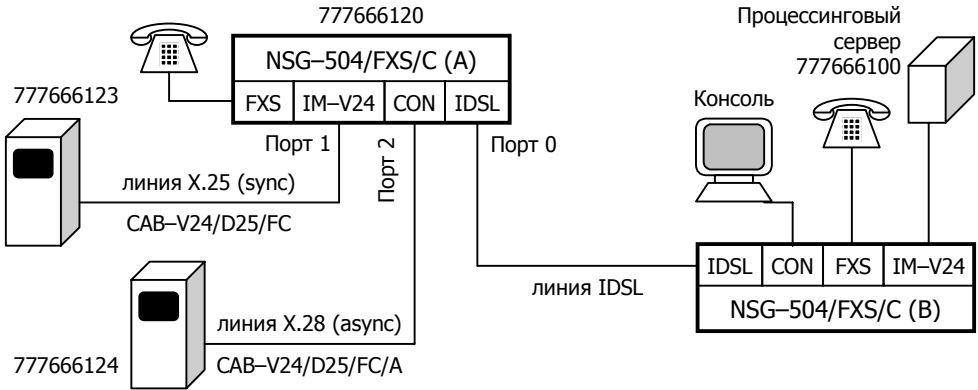 777666120
NSG–504/FXS/C (A)
FXS IM–V24 CON IDSL
777666123
Порт 1
Порт 2
Порт 0
линия X.25 (sync)
CAB–V24/D25/FC
линия X.28 (async)
CAB–V24/D25/FC/A
777666124
линия IDSL
Процессинговый
сервер
777666100
Консоль
IDSL CON FXS IM–V24
NSG–504/FXS/C (B)